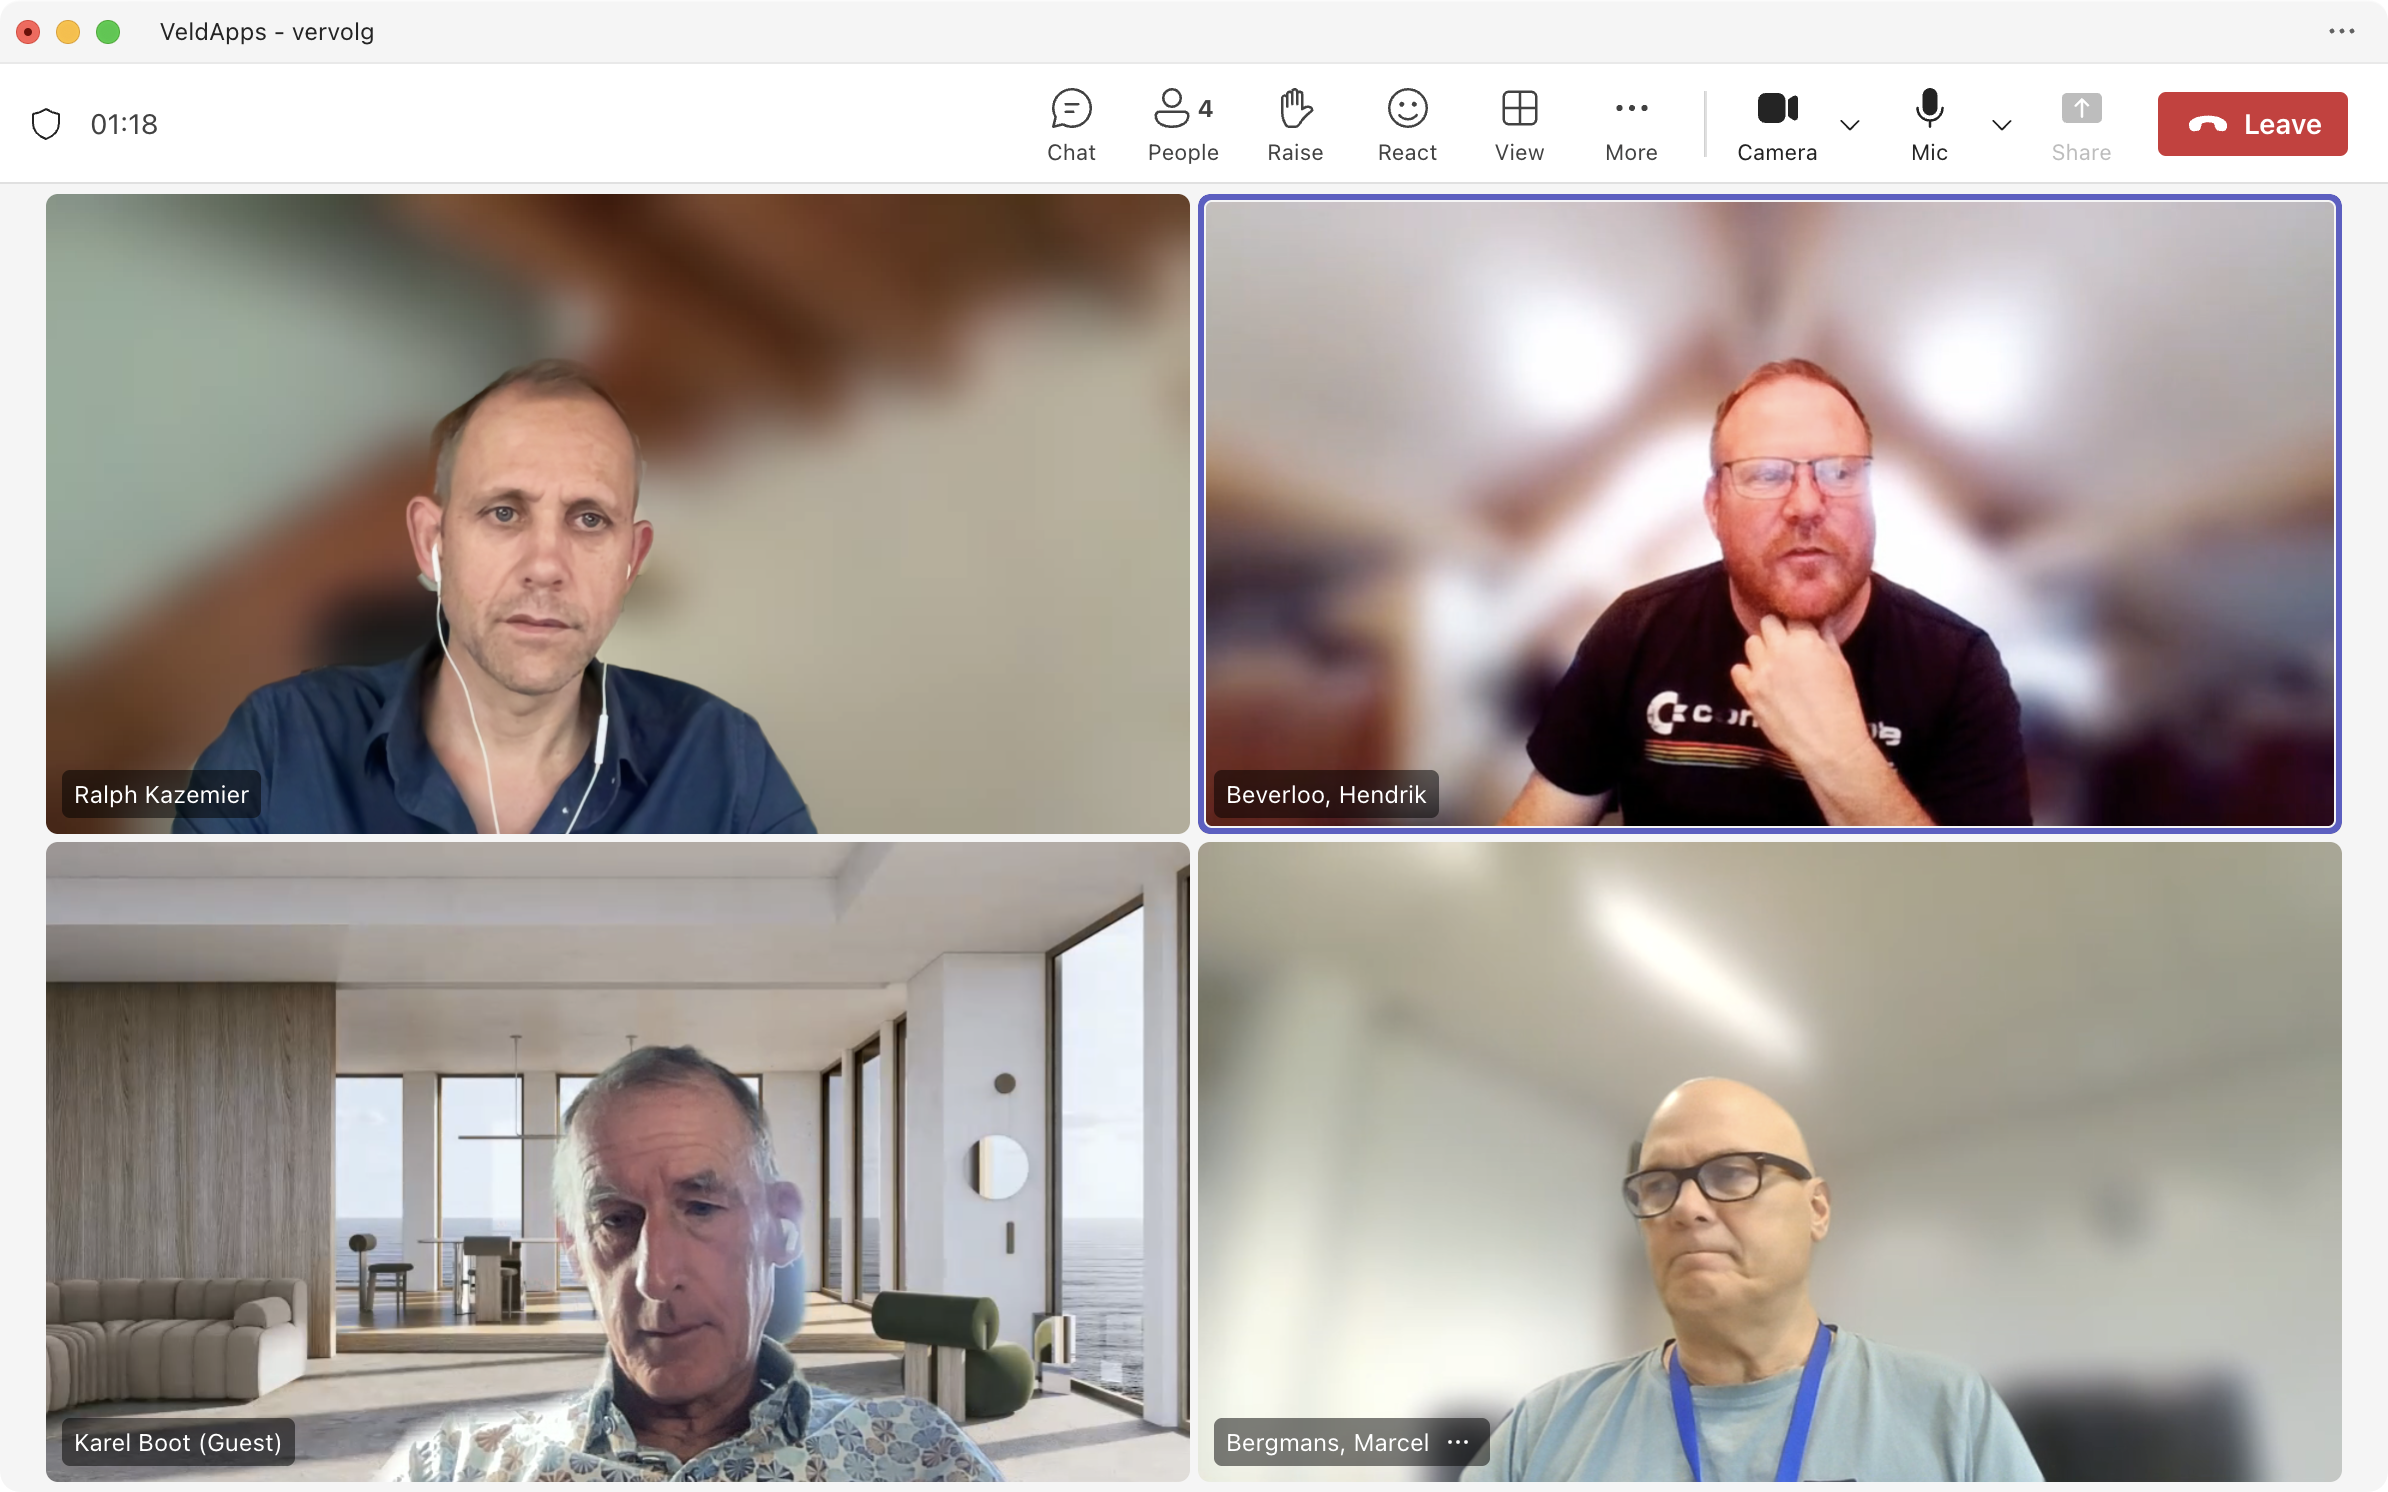 VeldApps - vervolg
01:18
4
Chat
People
Raise
React
View
More
Camera
Mic
Share
Leave
Ralph Kazemier
Beverloo, Hendrik
Karel Boot (Guest)
Bergmans, Marcel